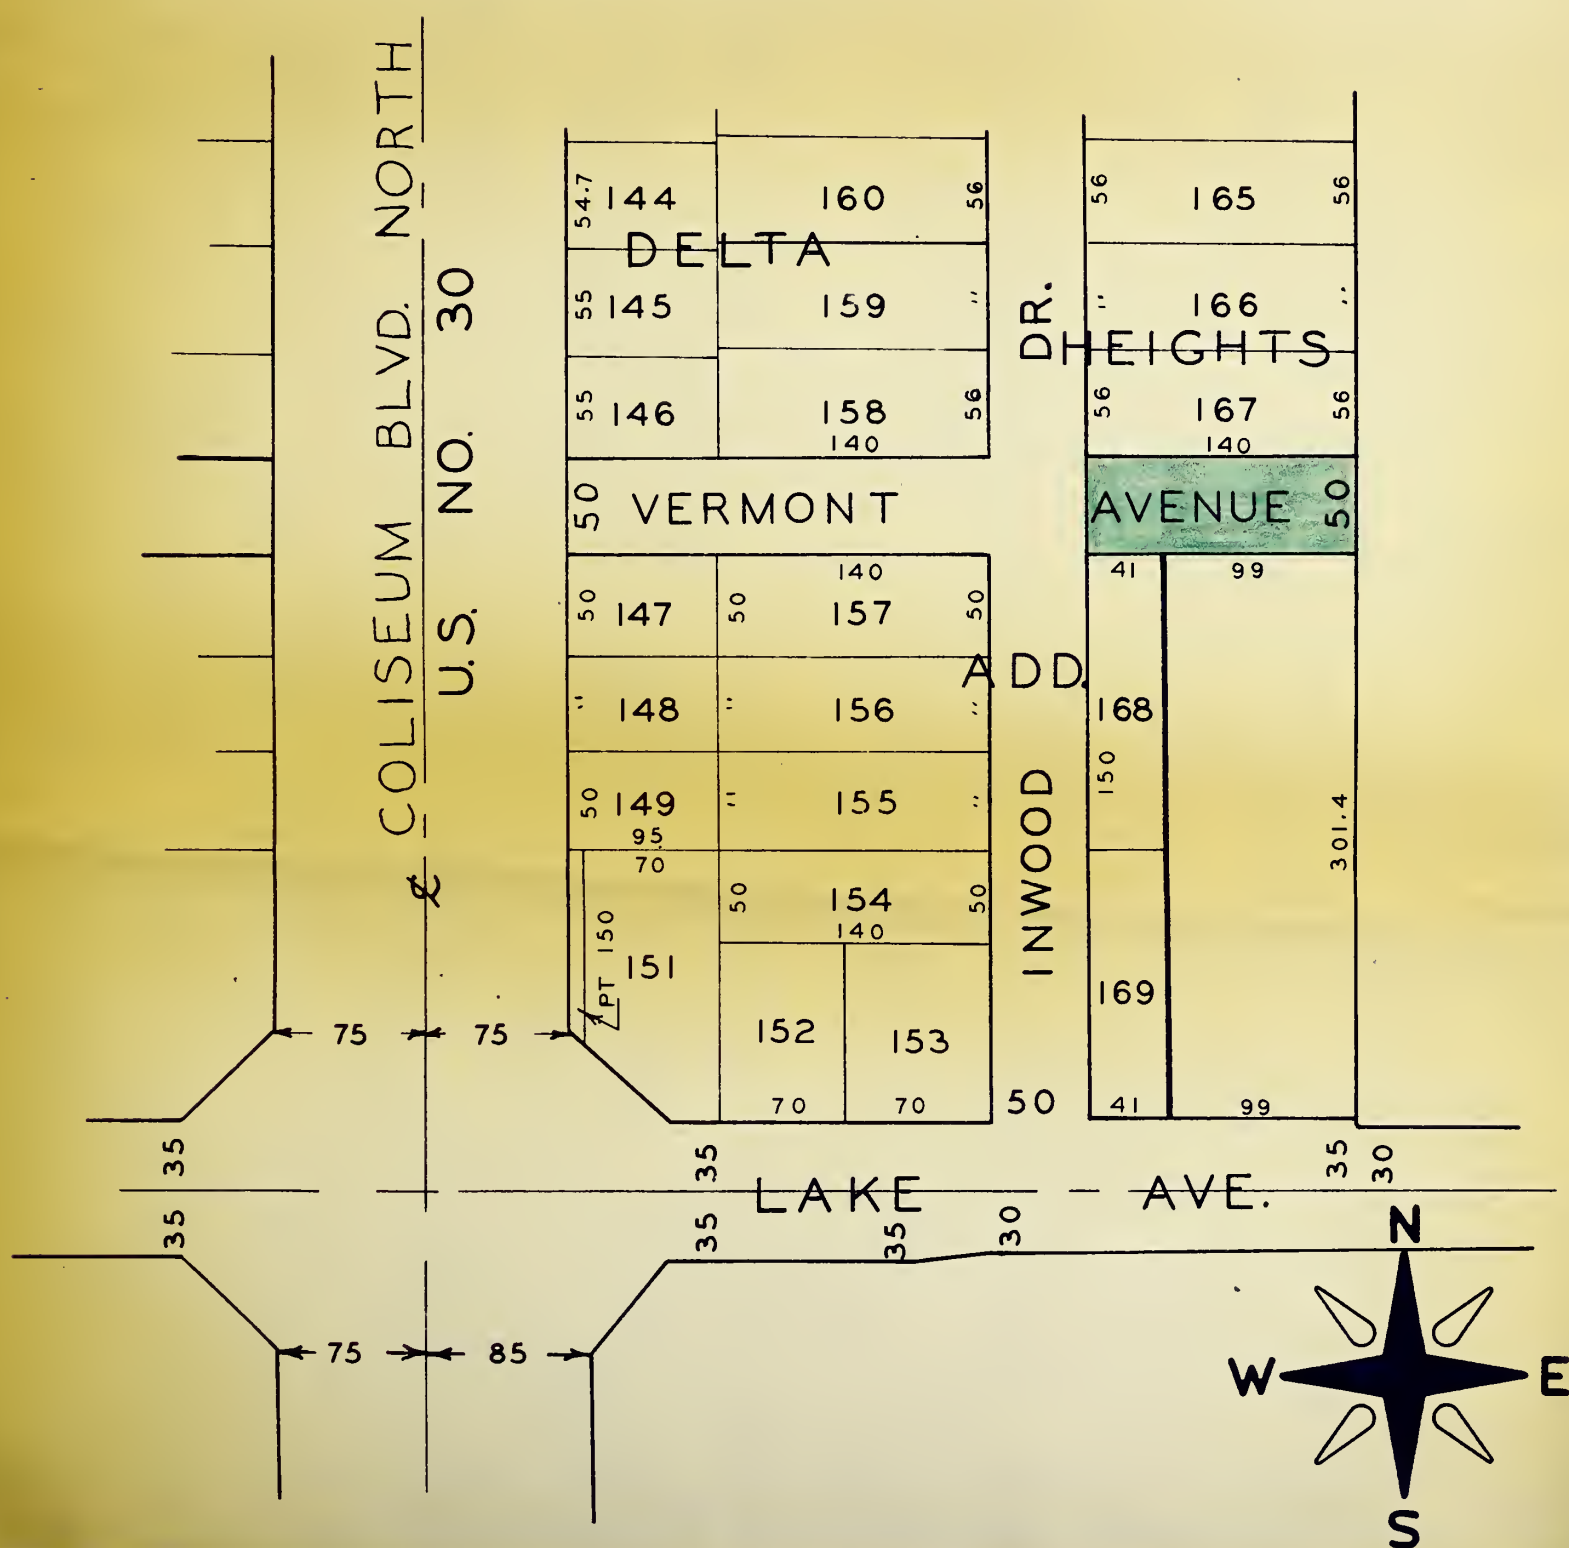 COLISEUM BLVD. NORTH
U.S. NO. 30
54.7 144 160 56 56 165 56
DELTA
55 145 159 " " 166 "
DR.
HEIGHTS
55 146 158 56 56 167 56
140 140
50 VERMONT AVENUE 50
140 41 99
50 147 50 157 50
ADD.
" 148 " 156 " 168
150
50 149 " 155 "
95
INWOOD
301.4
70
50 154 50
140
PT 150
151
169
152 153
75 75
70 70 50 41 99
35 35 35 30
LAKE AVE.
35 35 35 30
75 85
N
W E
S